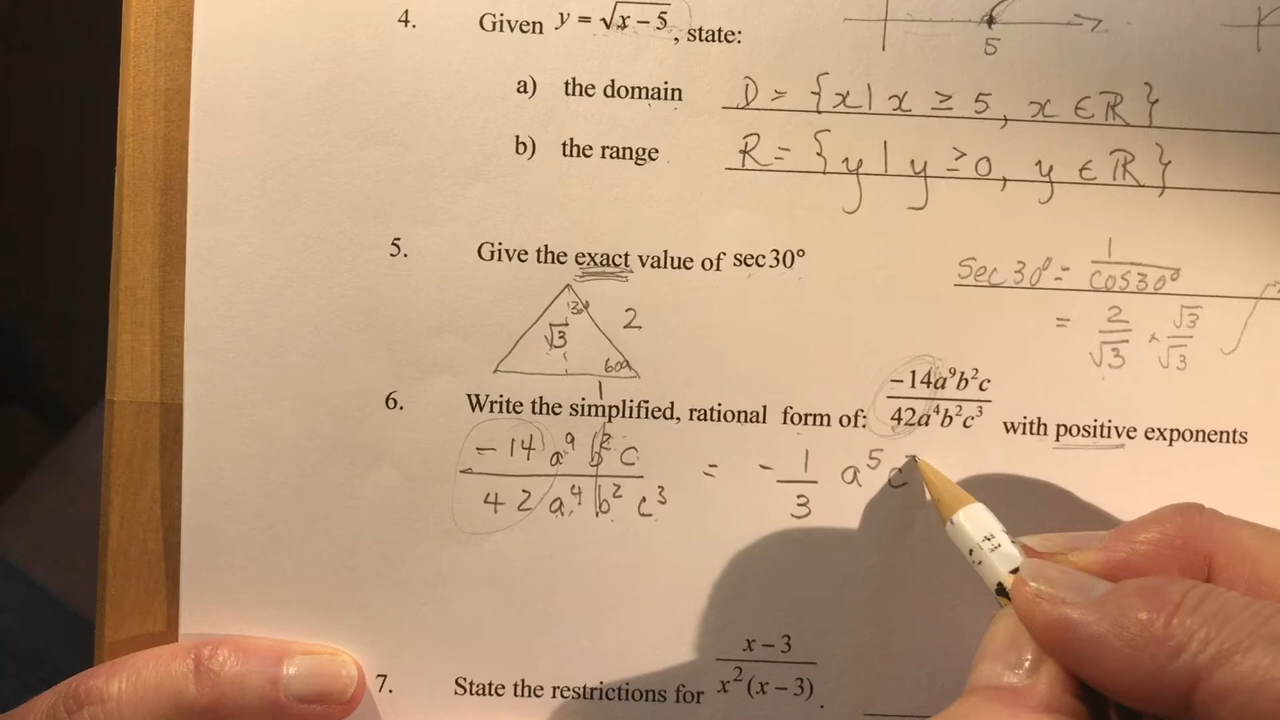 4. Given y = √(x − 5), state:
5
a) the domain D = {x | x ≥ 5, x ∈ ℝ}
b) the range R = {y | y ≥ 0, y ∈ ℝ}
5. Give the exact value of sec 30°
sec 30° = 1/cos 30°
= 2/√3 × √3/√3
30
√3 2
60°
1
6. Write the simplified, rational form of: −14a⁹b²c / 42a⁴b²c³ with positive exponents
−14 a⁹ b² c / 42 a⁴ b² c³ = − 1/3 a⁵ c⁻
7. State the restrictions for x − 3 / x²(x − 3) .